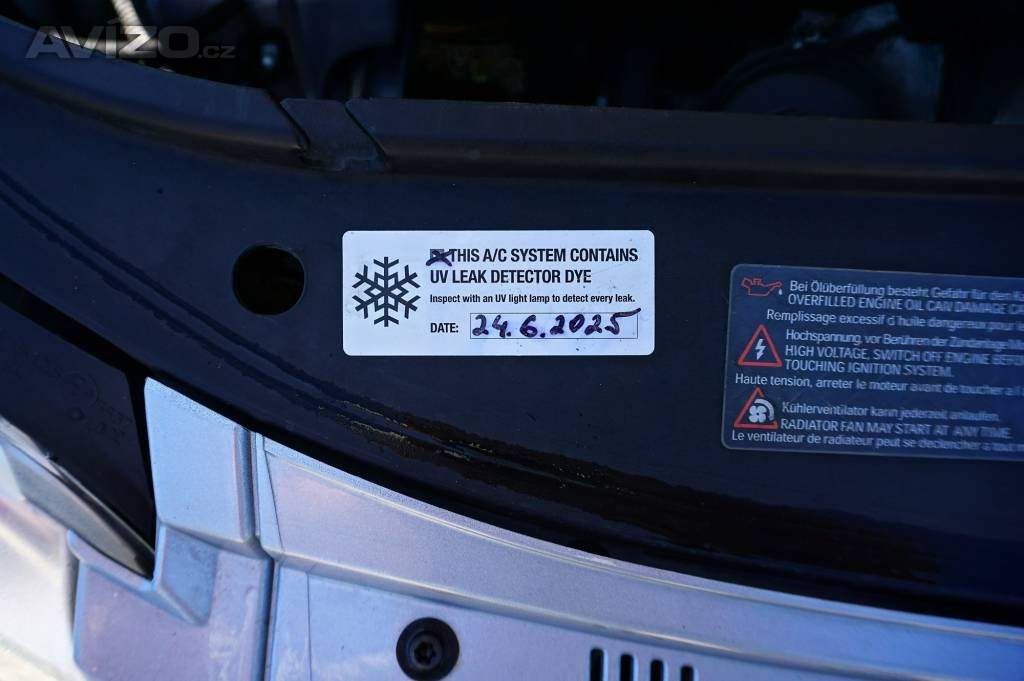 AVÍZO.cz
THIS A/C SYSTEM CONTAINS
UV LEAK DETECTOR DYE
Inspect with an UV light lamp to detect every leak.
DATE: 24.6.2025
Bei Ölüberfüllung besteht Gefahr für den
OVERFILLED ENGINE OIL CAN DAMAGE
Remplissage excessif d'huile dangereux pour
Hochspannung, vor Berühren der Zündanlage
HIGH VOLTAGE, SWITCH OFF ENGINE BEFORE
TOUCHING IGNITION SYSTEM.
Haute tension, arreter le moteur avant de toucher a
Kühlerventilator kann jederzeit anlaufen.
RADIATOR FAN MAY START AT ANY TIME.
Le ventilateur de radiateur peut se declencher a tout